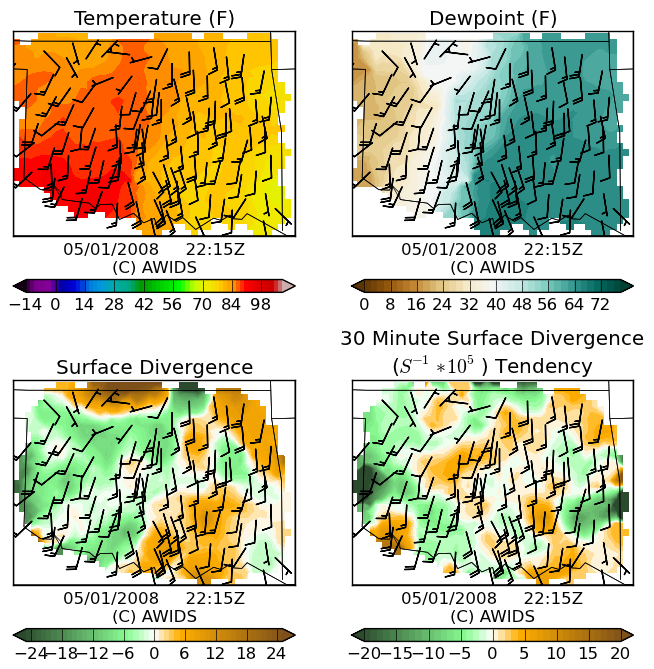 Temperature (F)
Dewpoint (F)
05/01/2008 22:15Z
(C) AWIDS
05/01/2008 22:15Z
(C) AWIDS
−14 0 14 28 42 56 70 84 98
0 8 16 24 32 40 48 56 64 72
Surface Divergence
30 Minute Surface Divergence
(S⁻¹ *10⁵ ) Tendency
05/01/2008 22:15Z
(C) AWIDS
05/01/2008 22:15Z
(C) AWIDS
−24 −18 −12 −6 0 6 12 18 24
−20 −15 −10 −5 0 5 10 15 20